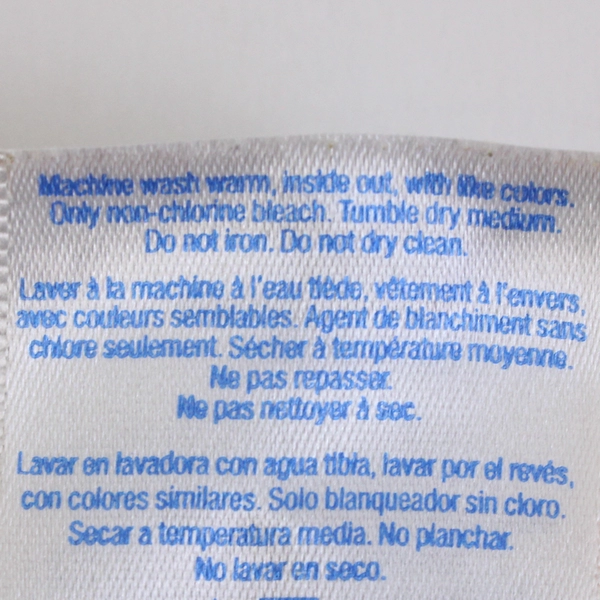 Machine wash warm, inside out, with like colors.
Only non-chlorine bleach. Tumble dry medium.
Do not iron. Do not dry clean.
Laver à la machine à l'eau tiède, vêtement à l'envers,
avec couleurs semblables. Agent de blanchiment sans
chlore seulement. Sécher à température moyenne.
Ne pas repasser.
Ne pas nettoyer à sec.
Lavar en lavadora con agua tibia, lavar por el revés,
con colores similares. Solo blanqueador sin cloro.
Secar a temperatura media. No planchar.
No lavar en seco.